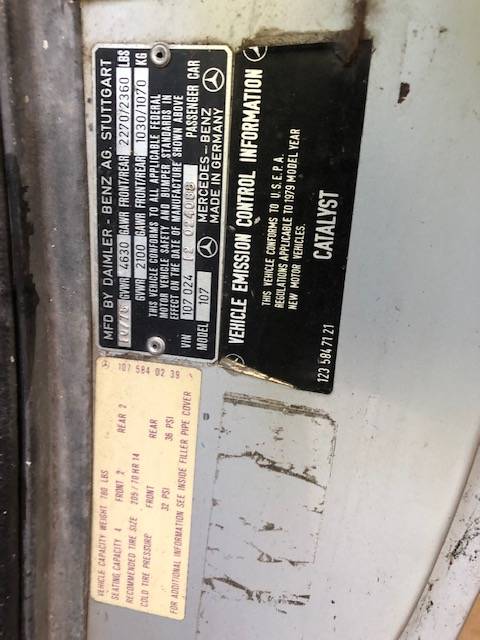 MFD BY DAIMLER - BENZ AG. STUTTGART
GVWR 4630 GAWR FRONT/REAR 2270/2360 LBS
GVWR 2100 GAWR FRONT/REAR 1030/1070 KG
THIS VEHICLE CONFORMS TO ALL APPLICABLE FEDERAL
MOTOR VEHICLE SAFETY AND BUMPER STANDARDS IN
EFFECT ON THE DATE OF MANUFACTURE SHOWN ABOVE
VIN 107 024 PASSENGER CAR
MODEL 107 MERCEDES-BENZ
MADE IN GERMANY
VEHICLE EMISSION CONTROL INFORMATION
THIS VEHICLE CONFORMS TO U.S.E.P.A.
REGULATIONS APPLICABLE TO 1979 MODEL YEAR
NEW MOTOR VEHICLES.
CATALYST
123 584 71 21
107 584 02 39
VEHICLE CAPACITY WEIGHT 760 LBS
SEATING CAPACITY 4 FRONT 2 REAR 2
RECOMMENDED TIRE SIZE 205/70 HR 14
COLD TIRE PRESSURE FRONT REAR
32 PSI 36 PSI
FOR ADDITIONAL INFORMATION SEE INSIDE FILLER PIPE COVER